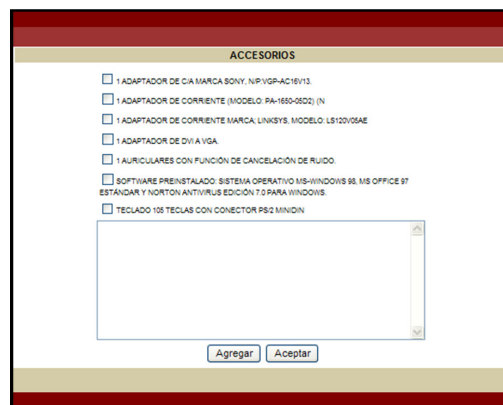 ACCESORIOS
1 ADAPTADOR DE C/A MARCA SONY, N/P:VGP-AC16V13.
1 ADAPTADOR DE CORRIENTE (MODELO: PA-1650-05D2) (N
1 ADAPTADOR DE CORRIENTE MARCA; LINKSYS, MODELO: LS120V05AE
1 ADAPTADOR DE DVI A VGA.
1 AURICULARES CON FUNCIÓN DE CANCELACIÓN DE RUIDO.
SOFTWARE PREINSTALADO: SISTEMA OPERATIVO MS-WINDOWS 98, MS OFFICE 97
ESTÁNDAR Y NORTON ANTIVIRUS EDICIÓN 7.0 PARA WINDOWS.
TECLADO 105 TECLAS CON CONECTOR PS/2 MINIDIN
Agregar Aceptar